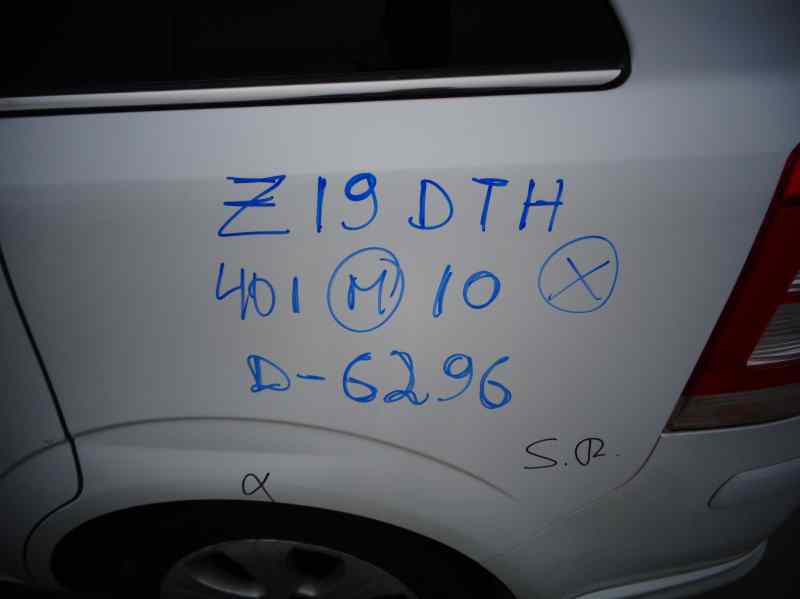 Z19DTH
401 M 10 X
D-6296
S.R.
α